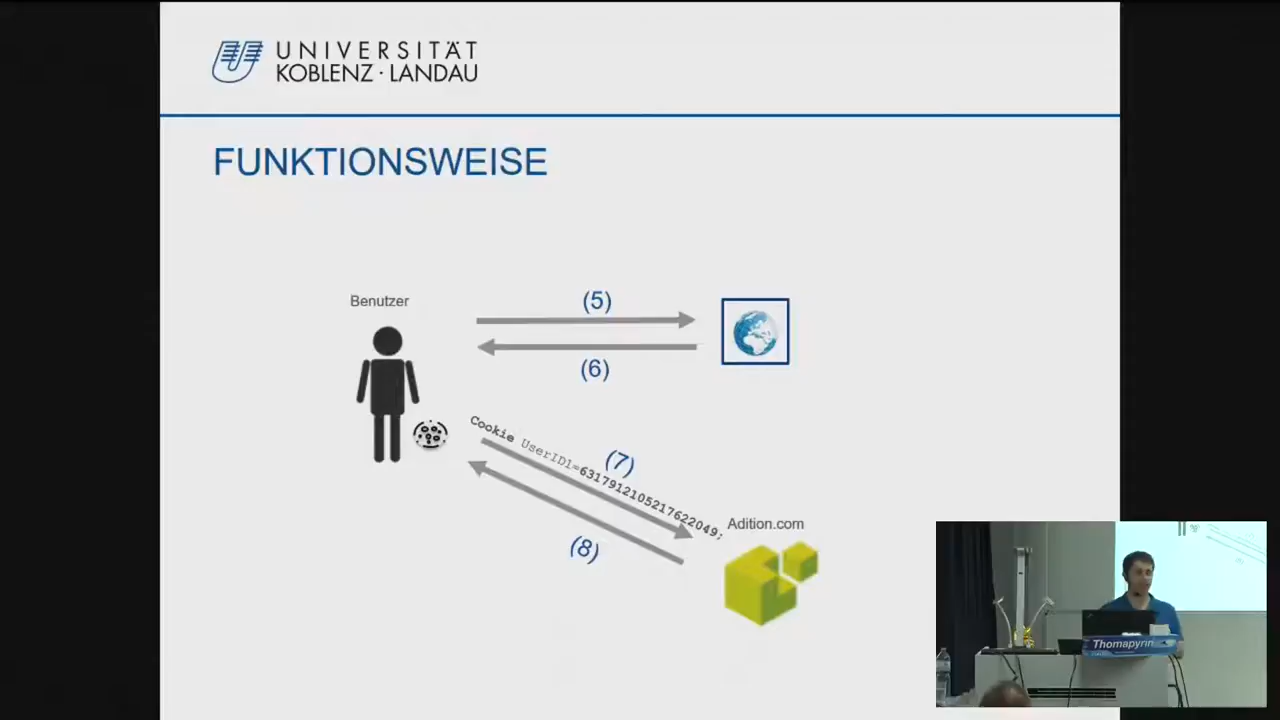 UNIVERSITÄT
KOBLENZ · LANDAU
FUNKTIONSWEISE
Benutzer
(5)
(6)
Cookie UserID1=6317912105217622049;
(7)
(8)
Adition.com
Thomapyrin